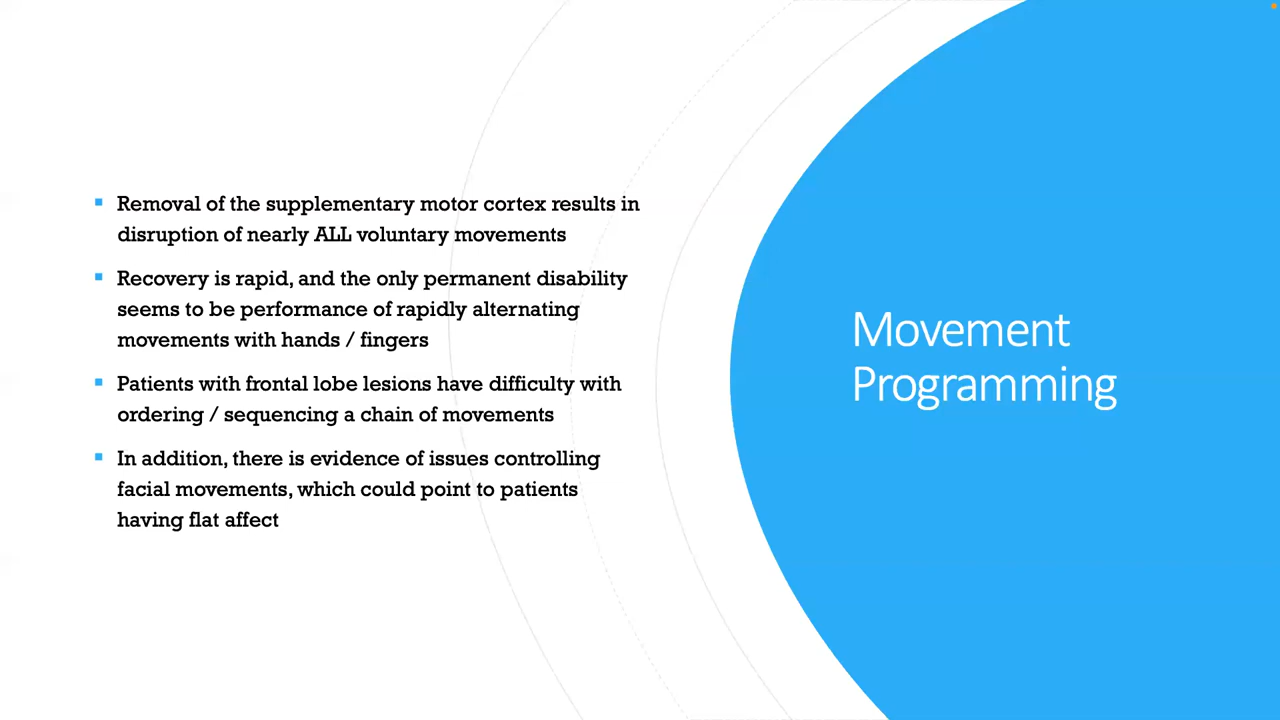 Removal of the supplementary motor cortex results in
disruption of nearly ALL voluntary movements
Recovery is rapid, and the only permanent disability
seems to be performance of rapidly alternating
movements with hands / fingers
Patients with frontal lobe lesions have difficulty with
ordering / sequencing a chain of movements
In addition, there is evidence of issues controlling
facial movements, which could point to patients
having flat affect
Movement
Programming